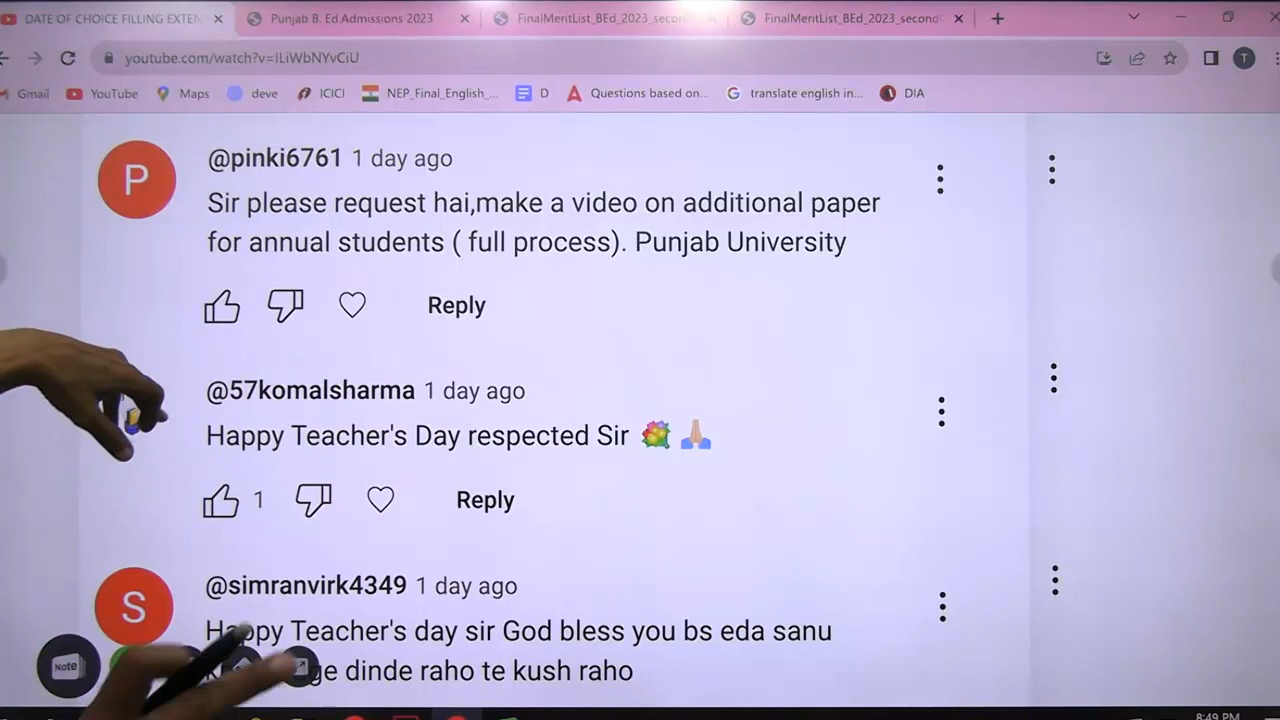 DATE OF CHOICE FILLING EXTEN
Punjab B. Ed.Admissions 2023
FinalMeritList_BEd_2023_second
FinalMeritList_BEd_2023_second
youtube.com/watch?v=ILiWbNYvCiU
T
Gmail
YouTube
Maps
deve
ICICI
NEP_Final_English_...
D
Questions based on...
translate english in...
DIA
P
@pinki6761 1 day ago
Sir please request hai,make a video on additional paper
for annual students ( full process). Punjab University
Reply
@57komalsharma 1 day ago
Happy Teacher's Day respected Sir 💐 🙏
1
Reply
S
@simranvirk4349 1 day ago
Happy Teacher's day sir God bless you bs eda sanu
dinde raho te kush raho
Note
8:49 PM